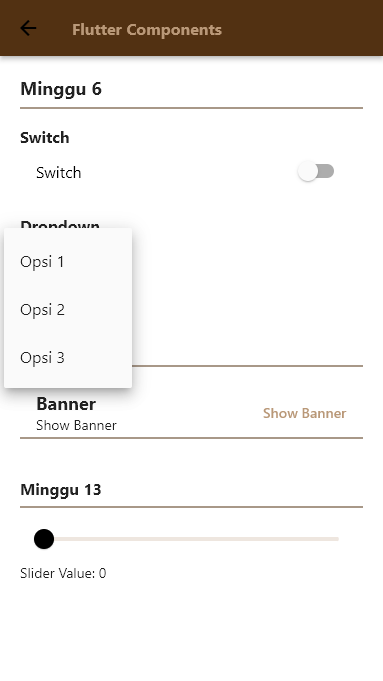 Flutter Components
Minggu 6
Switch
Switch
Dropdown
Opsi 1
Opsi 2
Opsi 3
Banner
Show Banner
Show Banner
Minggu 13
Slider Value: 0